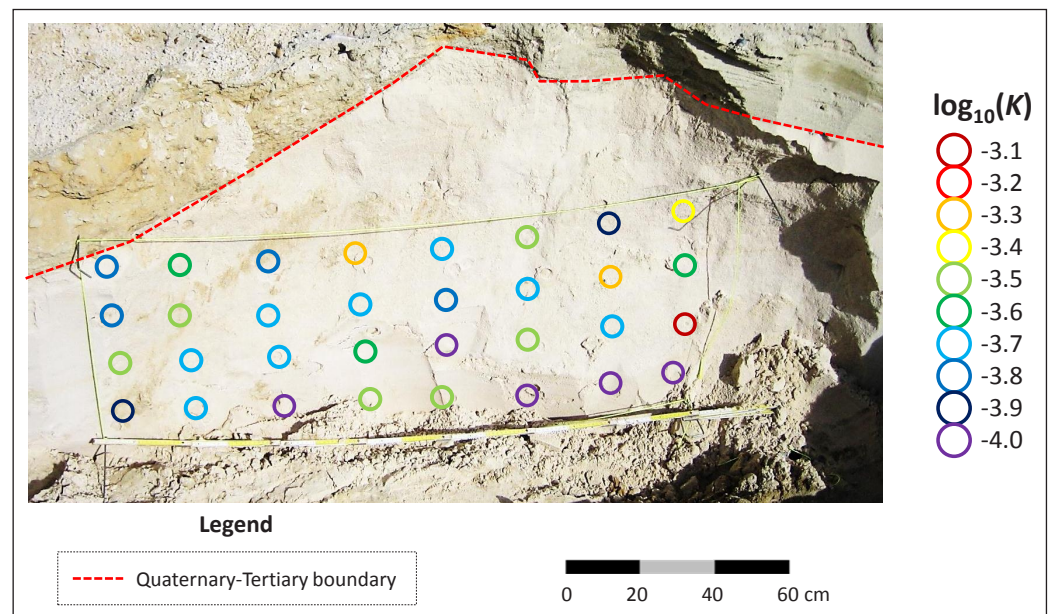 log₁₀(K)
-3.1
-3.2
-3.3
-3.4
-3.5
-3.6
-3.7
-3.8
-3.9
-4.0
Legend
Quaternary-Tertiary boundary
0 20 40 60 cm